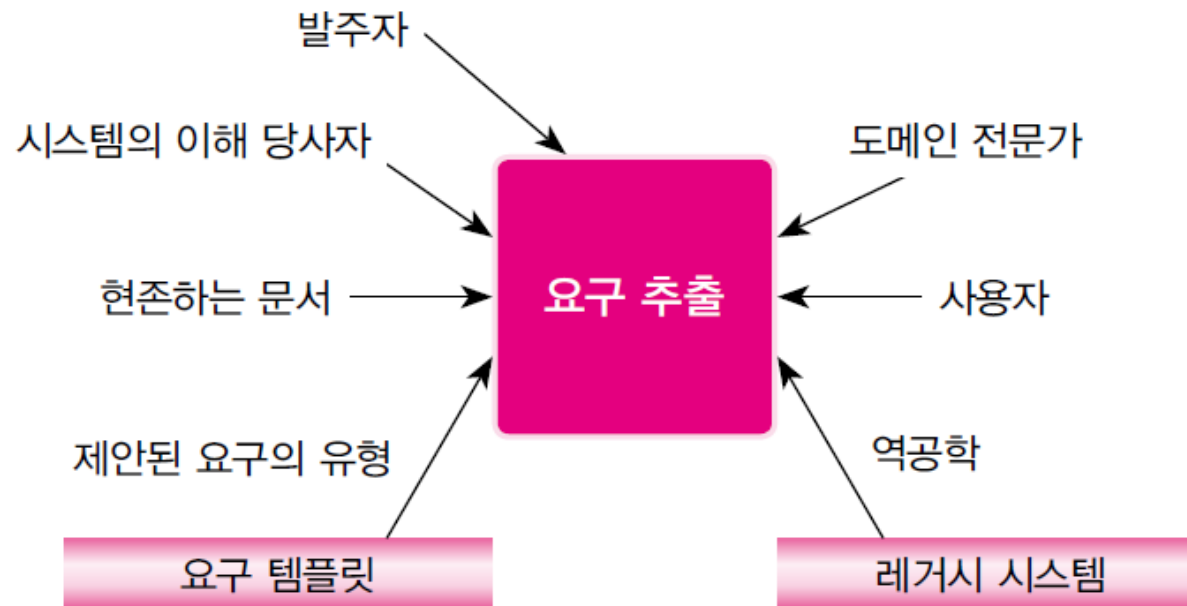 발주자
시스템의 이해 당사자
도메인 전문가
현존하는 문서
요구 추출
사용자
제안된 요구의 유형
역공학
요구 템플릿
레거시 시스템